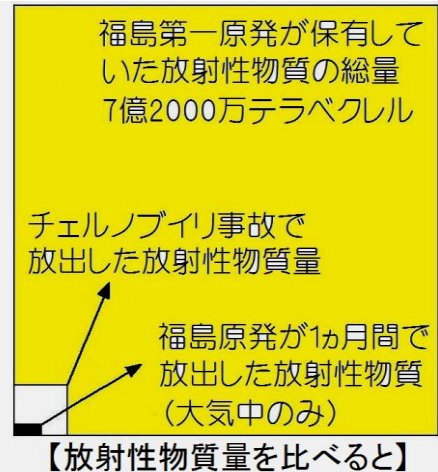 福島第一原発が保有して
いた放射性物質の総量
7億2000万テラベクレル
チェルノブイリ事故で
放出した放射性物質量
福島原発が1ヵ月間で
放出した放射性物質
(大気中のみ)
【放射性物質量を比べると】